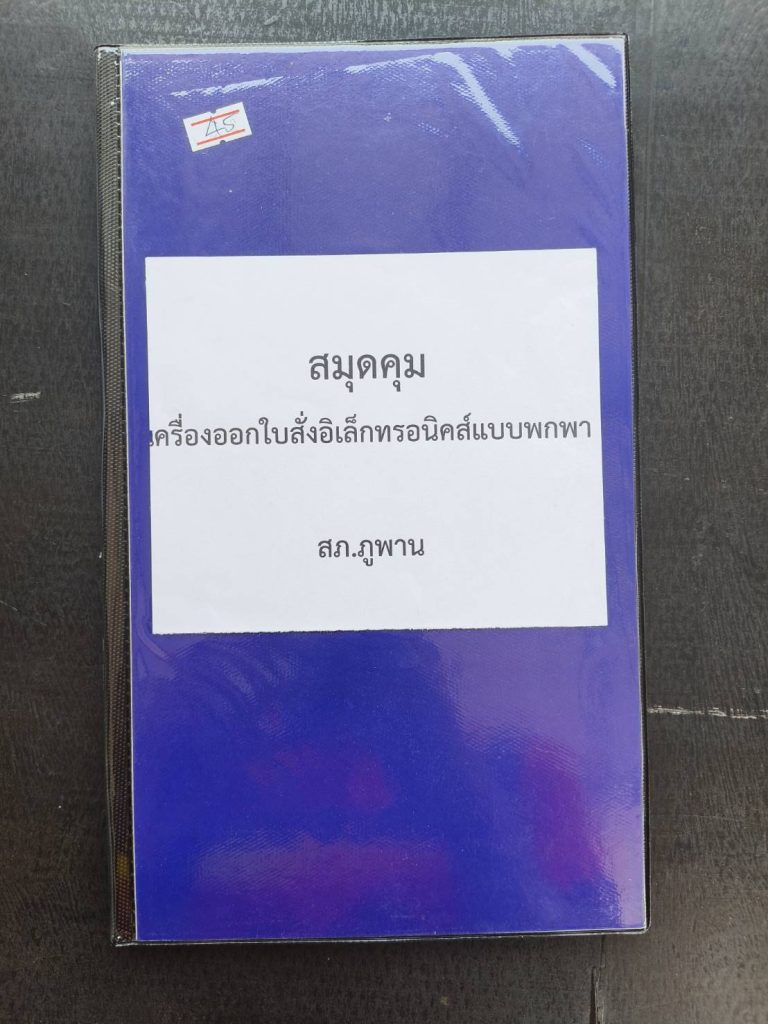 45
สมุดคุม
เครื่องออกใบสั่งอิเล็กทรอนิคส์แบบพกพา
สภ.ภูพาน